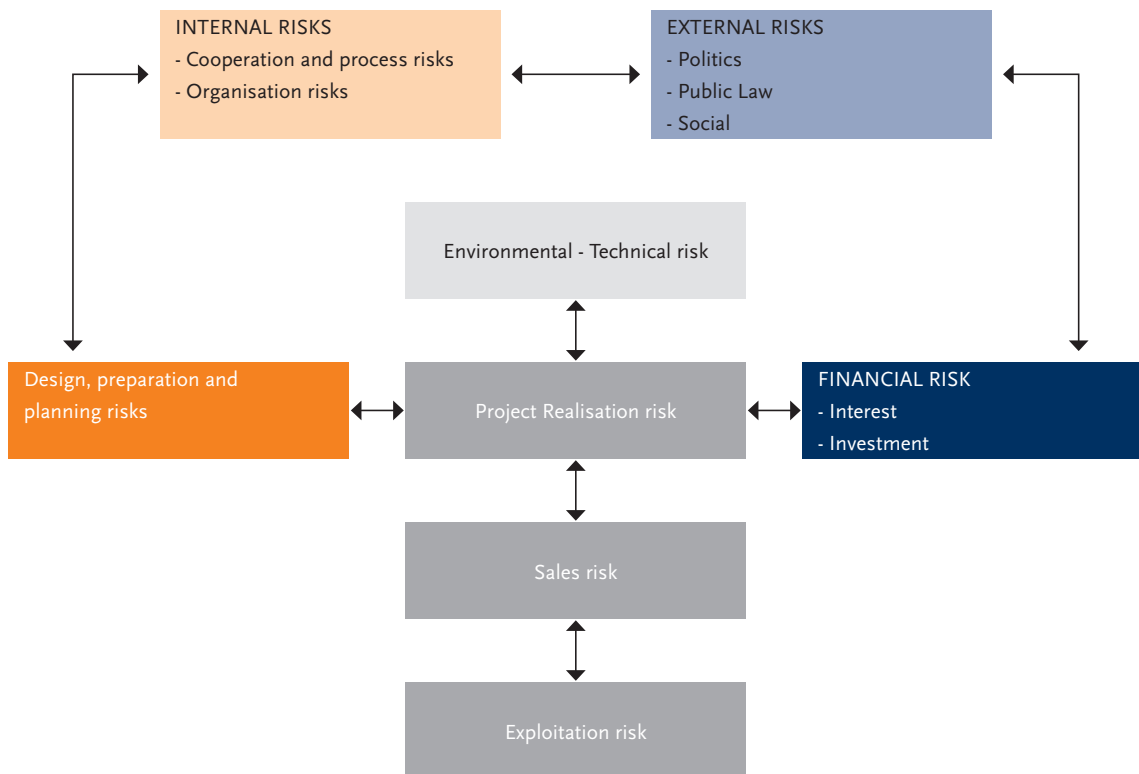 INTERNAL RISKS
- Cooperation and process risks
- Organisation risks
EXTERNAL RISKS
- Politics
- Public Law
- Social
Environmental - Technical risk
Design, preparation and
planning risks
Project Realisation risk
FINANCIAL RISK
- Interest
- Investment
Sales risk
Exploitation risk